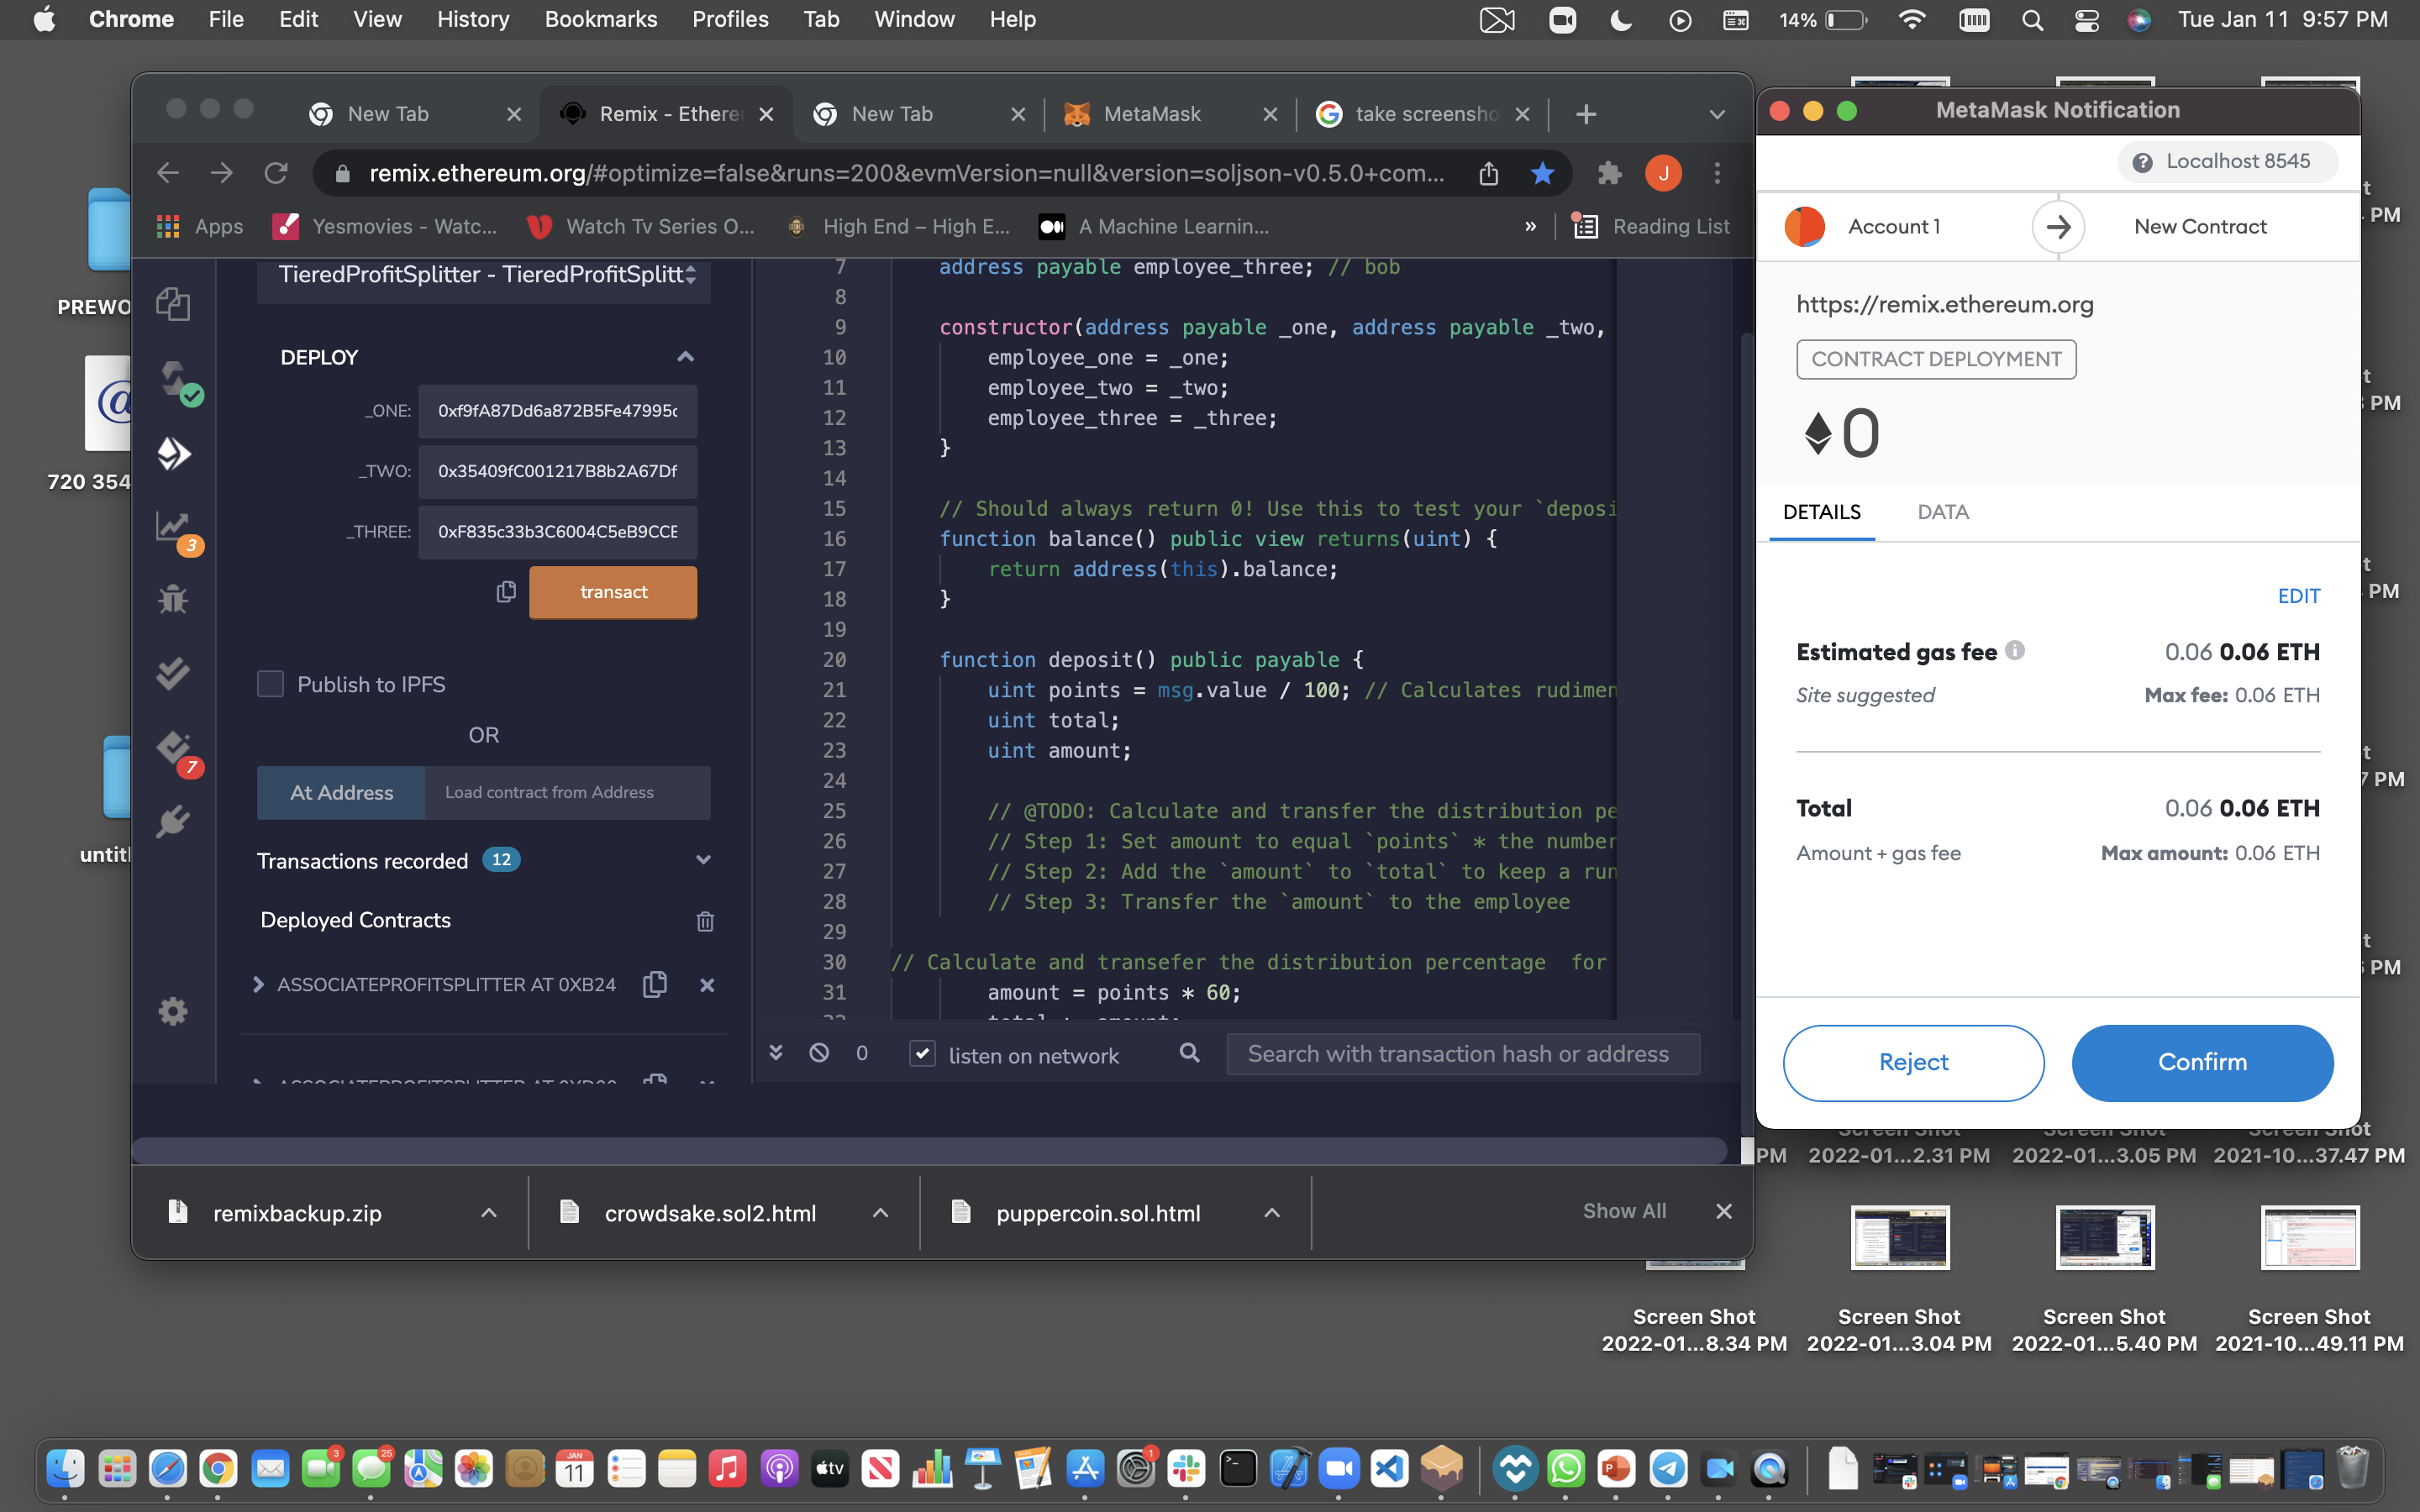 Chrome File Edit View History Bookmarks Profiles Tab Window Help
14% Tue Jan 11 9:57 PM
New Tab
Remix - Ethere
New Tab
MetaMask
take screensho
remix.ethereum.org/#optimize=false&runs=200&evmVersion=null&version=soljson-v0.5.0+com...
J
Apps
Yesmovies – Watc...
Watch Tv Series O...
High End – High E...
A Machine Learnin...
»
Reading List
PREWO
720 354
untitl
TieredProfitSplitter - TieredProfitSplitt
DEPLOY
_ONE: 0xf9fA87Dd6a872B5Fe47995c
_TWO: 0x35409fC001217B8b2A67Df
_THREE: 0xF835c33b3C6004C5eB9CCE
transact
3
7
Publish to IPFS
OR
At Address
Load contract from Address
Transactions recorded 12
Deployed Contracts
ASSOCIATEPROFITSPLITTER AT 0XB24
7 address payable employee_three; // bob
8
9 constructor(address payable _one, address payable _two,
10 employee_one = _one;
11 employee_two = _two;
12 employee_three = _three;
13 }
14
15 // Should always return 0! Use this to test your `deposi
16 function balance() public view returns(uint) {
17 return address(this).balance;
18 }
19
20 function deposit() public payable {
21 uint points = msg.value / 100; // Calculates rudimen
22 uint total;
23 uint amount;
24
25 // @TODO: Calculate and transfer the distribution pe
26 // Step 1: Set amount to equal `points` * the number
27 // Step 2: Add the `amount` to `total` to keep a run
28 // Step 3: Transfer the `amount` to the employee
29
30 // Calculate and transefer the distribution percentage  for
31 amount = points * 60;
0
listen on network
Search with transaction hash or address
MetaMask Notification
Localhost 8545
Account 1
New Contract
https://remix.ethereum.org
CONTRACT DEPLOYMENT
0
DETAILS
DATA
EDIT
Estimated gas fee 0.06 0.06 ETH
Site suggested Max fee: 0.06 ETH
Total 0.06 0.06 ETH
Amount + gas fee Max amount: 0.06 ETH
Reject
Confirm
remixbackup.zip
crowdsake.sol2.html
puppercoin.sol.html
Show All
PM
2022-01...2.31 PM
2022-01...3.05 PM
2021-10...37.47 PM
Screen Shot
2022-01...8.34 PM
Screen Shot
2022-01...3.04 PM
Screen Shot
2022-01...5.40 PM
Screen Shot
2021-10...49.11 PM
3
25
JAN
11
tv
1